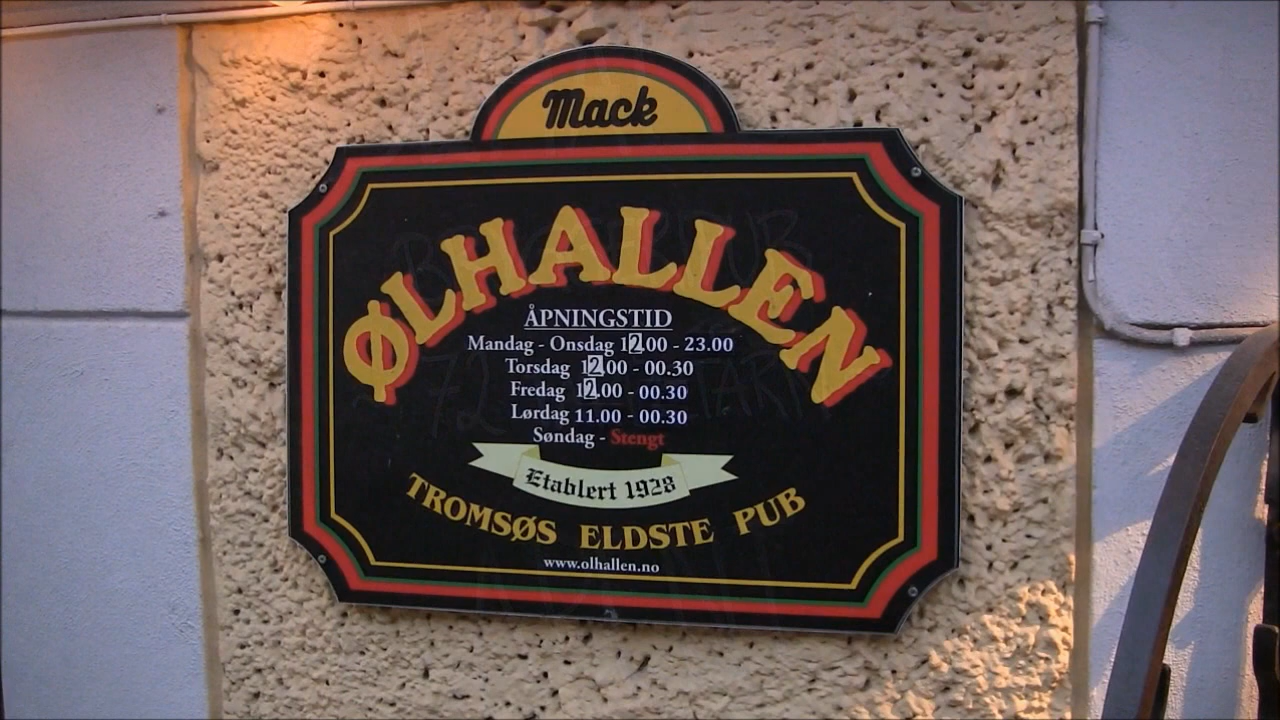 Mack
ØLHALLEN
ÅPNINGSTID
Mandag - Onsdag 12.00 - 23.00
Torsdag 12.00 - 00.30
Fredag 12.00 - 00.30
Lørdag 11.00 - 00.30
Søndag - Stengt
Etablert 1928
TROMSØS ELDSTE PUB
www.olhallen.no